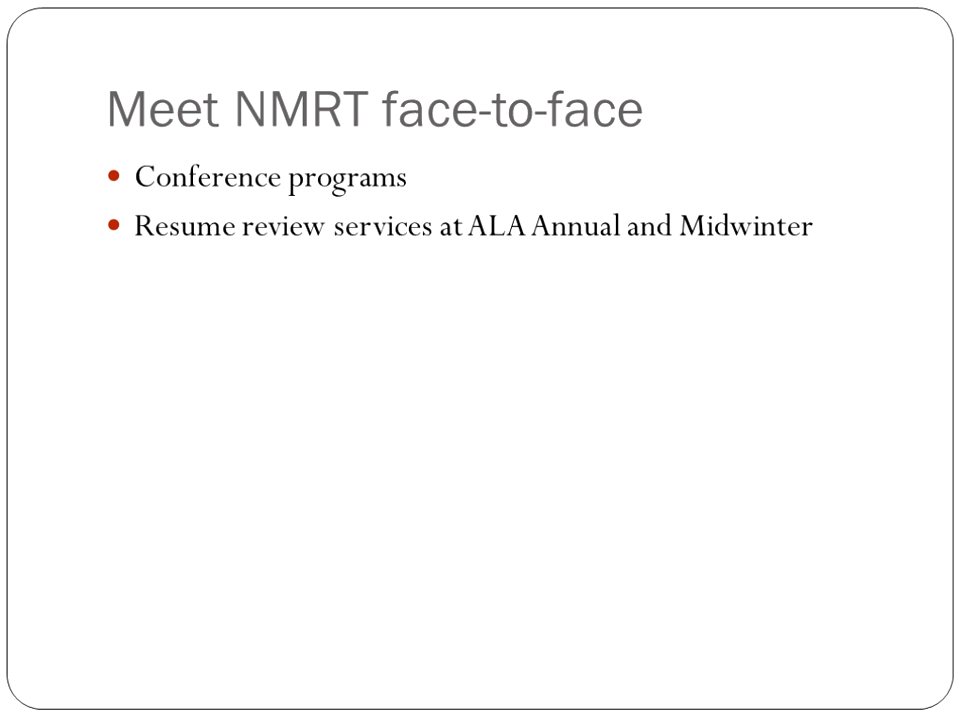 Meet NMRT face-to-face
Conference programs
Resume review services at ALA Annual and Midwinter